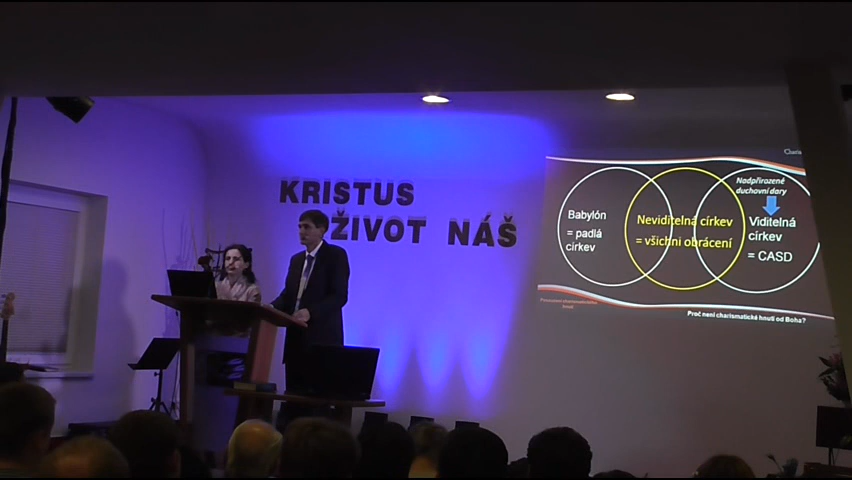 KRISTUS
ŽIVOT NÁŠ
Charis
Nadpřirozené
duchovní dary
Babylón
= padlá
církev
Neviditelná církev
= všichni obrácení
Viditelná
církev
= CASD
Proč není charismatické hnutí od Boha?